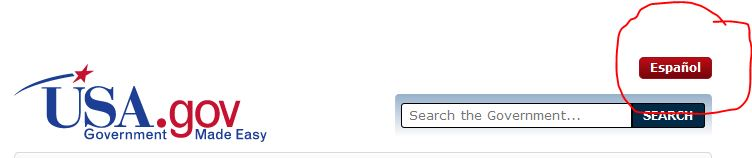 Español
USA.gov
Government Made Easy
Search the Government...
SEARCH